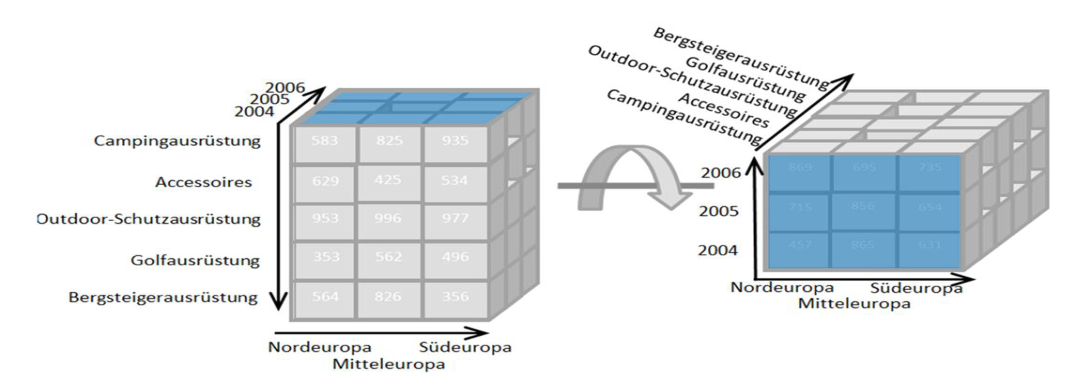 2006
2005
2004
Campingausrüstung 583 825 935
Accessoires 629 425 534
Outdoor-Schutzausrüstung 953 996 977
Golfausrüstung 353 562 496
Bergsteigerausrüstung 564 826 356
Nordeuropa Südeuropa
Mitteleuropa
Bergsteigerausrüstung
Golfausrüstung
Outdoor-Schutzausrüstung
Accessoires
Campingausrüstung
2006 869 695 735
2005 715 856 654
2004 457 865 631
Nordeuropa Südeuropa
Mitteleuropa